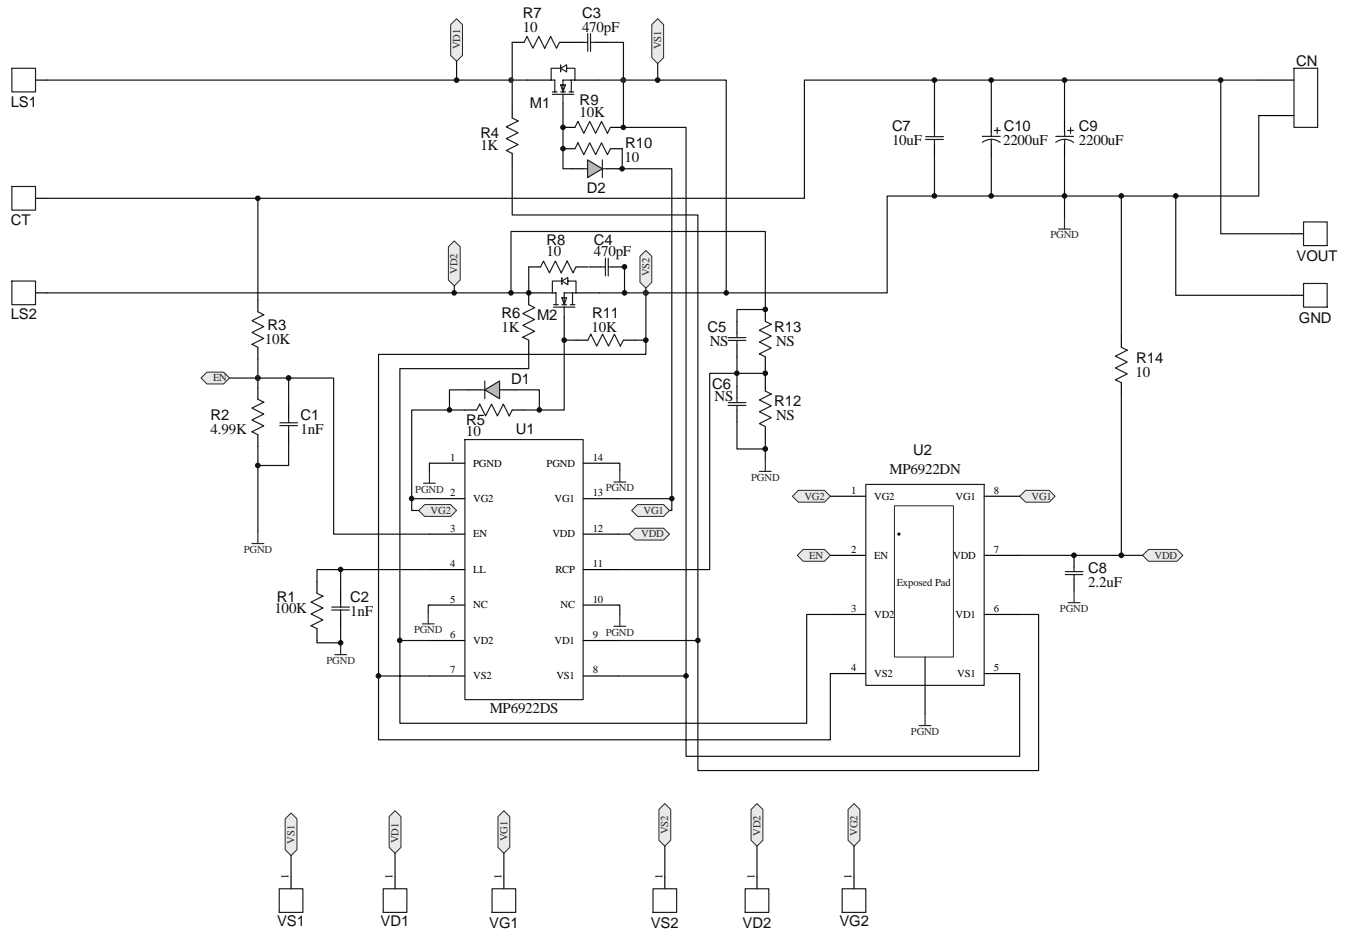 R7
10
C3
470pF
VD1
VS1
LS1
M1
R9
10K
R4
1K
R10
10
D2
CN
C7
10uF
+
C10
2200uF
+
C9
2200uF
CT
PGND
VOUT
GND
VD2
R8
10
C4
470pF
VS2
LS2
R6
1K
M2
R11
10K
R3
10K
C5
NS
R13
NS
R14
10
EN
D1
C6
NS
R12
NS
R2
4.99K
C1
1nF
R5
10
U1
PGND
PGND
1
PGND
PGND
14
PGND
PGND
2
VG2
VG1
13
VG2
VG1
3
EN
VDD
12
VDD
4
LL
RCP
11
R1
100K
C2
1nF
PGND
5
NC
NC
10
PGND
PGND
6
VD2
VD1
9
7
VS2
VS1
8
MP6922DS
U2
MP6922DN
VG2
1
VG2
VG1
8
VG1
EN
2
EN
VDD
7
VDD
Exposed Pad
C8
2.2uF
PGND
3
VD2
VD1
6
4
VS2
VS1
5
PGND
VS1
1
VS1
VD1
1
VD1
VG1
1
VG1
VS2
1
VS2
VD2
1
VD2
VG2
1
VG2